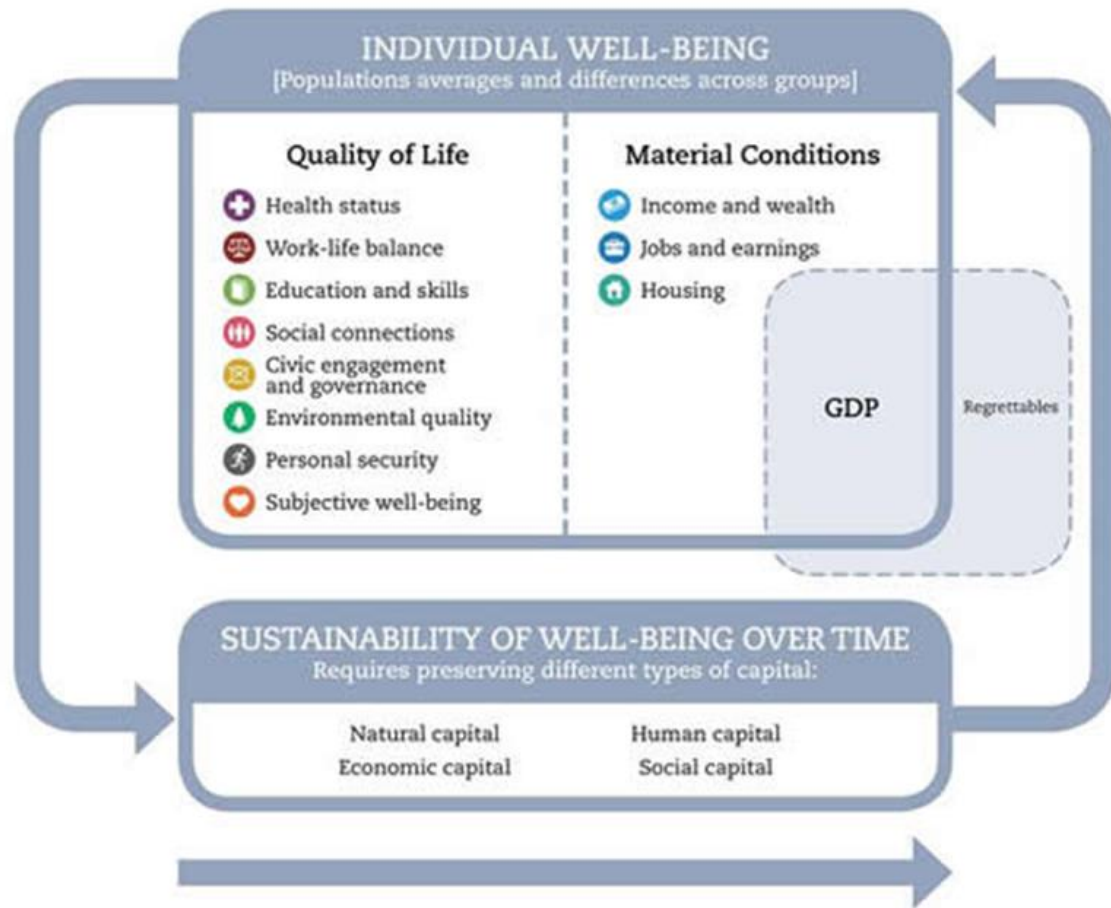 INDIVIDUAL WELL-BEING
[Populations averages and differences across groups]
Quality of Life
Health status
Work-life balance
Education and skills
Social connections
Civic engagement
and governance
Environmental quality
Personal security
Subjective well-being
Material Conditions
Income and wealth
Jobs and earnings
Housing
GDP
Regrettables
SUSTAINABILITY OF WELL-BEING OVER TIME
Requires preserving different types of capital:
Natural capital
Human capital
Economic capital
Social capital